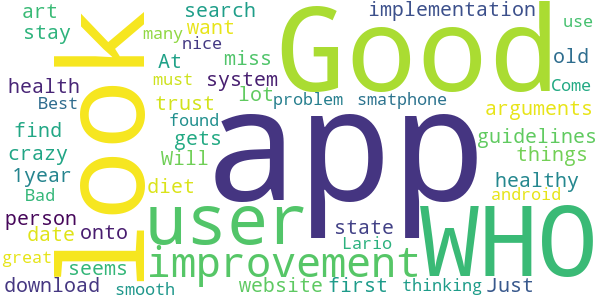 art
search
implementation
use
stay
many
want
Good
nice
At
miss
old
look
health
must
system
Come
Best
trust
lot
problem
smatphone
arguments
find
found
app
guidelines
crazy
gets
Will
things
1year
diet
healthy
Bad
android
person
user
WHO
onto
state
date
Lario
great
seems
improvement
download
smooth
website
first
thinking
Just